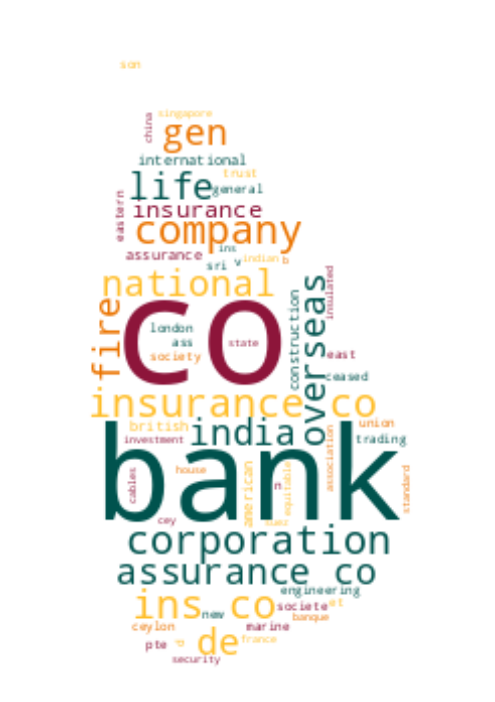 son
china
singapore
gen
international
life
trust
general
eastern
insurance
company
assurance
ins
sri
v
indian
b
national
insulated
fire
co
london
ass
society
state
construction
overseas
east
ceased
insurance co
british
india
investment
union
trading
association
bank
cables
house
american
n
equitable
suez
standard
cey
corporation
assurance co
engineering
ins co
new
societe
el
banque
ceylon
marine
pte
p
de
france
security